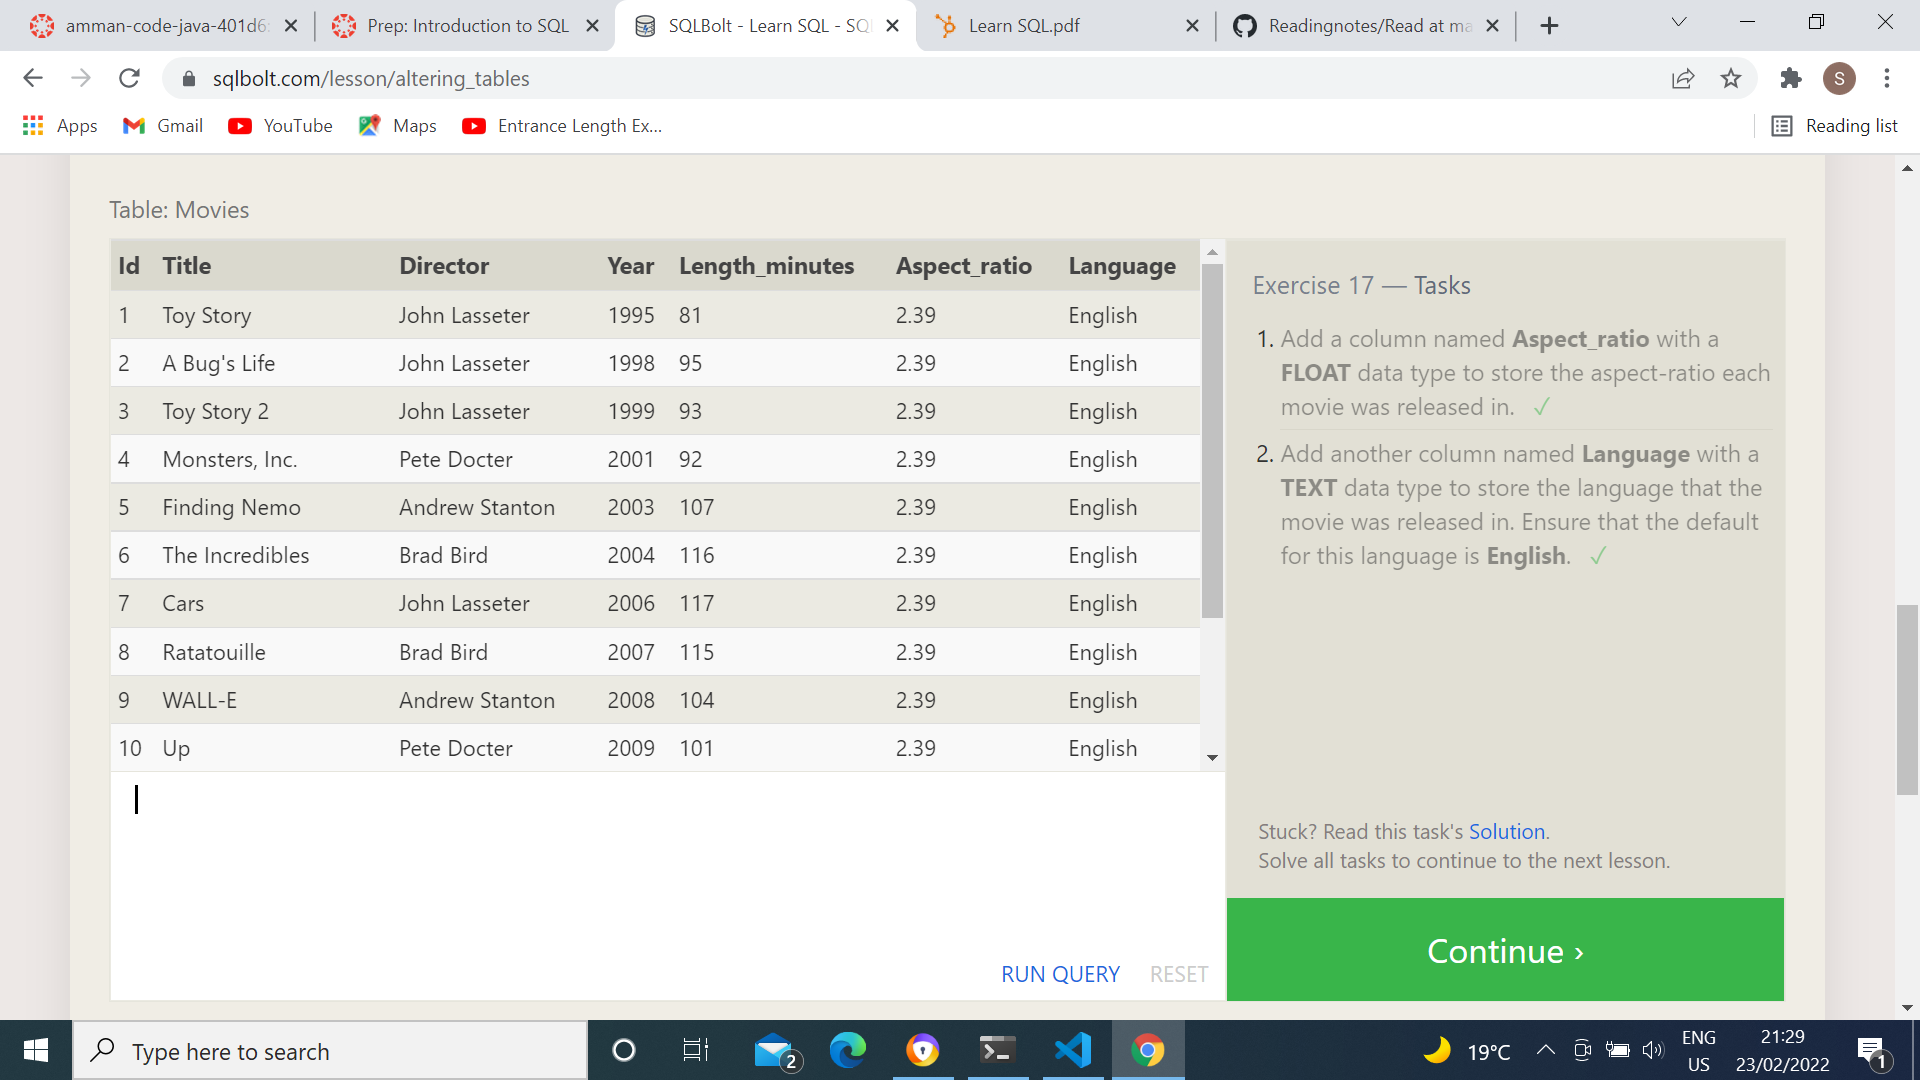 amman-code-java-401d6
Prep: Introduction to SQL
SQLBolt - Learn SQL - SQ
Learn SQL.pdf
Readingnotes/Read at ma
sqlbolt.com/lesson/altering_tables
S
Apps
Gmail
YouTube
Maps
Entrance Length Ex...
Reading list
Table: Movies
Id Title Director Year Length_minutes Aspect_ratio Language
1 Toy Story John Lasseter 1995 81 2.39 English
2 A Bug's Life John Lasseter 1998 95 2.39 English
3 Toy Story 2 John Lasseter 1999 93 2.39 English
4 Monsters, Inc. Pete Docter 2001 92 2.39 English
5 Finding Nemo Andrew Stanton 2003 107 2.39 English
6 The Incredibles Brad Bird 2004 116 2.39 English
7 Cars John Lasseter 2006 117 2.39 English
8 Ratatouille Brad Bird 2007 115 2.39 English
9 WALL-E Andrew Stanton 2008 104 2.39 English
10 Up Pete Docter 2009 101 2.39 English
RUN QUERY RESET
Exercise 17 — Tasks
1. Add a column named Aspect_ratio with a
FLOAT data type to store the aspect-ratio each
movie was released in. ✓
2. Add another column named Language with a
TEXT data type to store the language that the
movie was released in. Ensure that the default
for this language is English. ✓
Stuck? Read this task's Solution.
Solve all tasks to continue to the next lesson.
Continue ›
Type here to search
2
19°C
ENG
US
21:29
23/02/2022
1